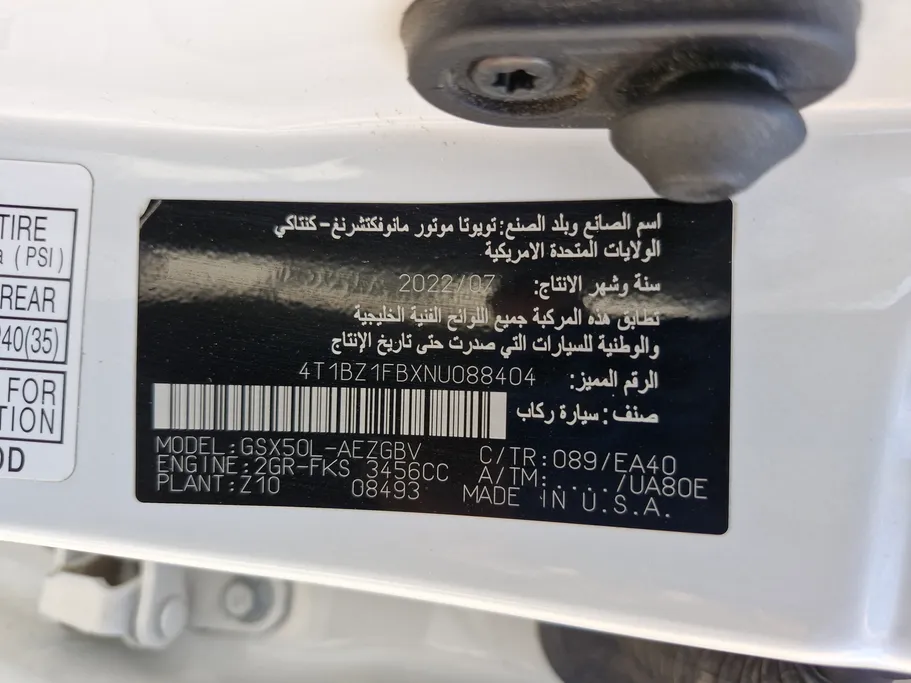 TIRE
a (PSI)
REAR
240(35)
FOR
TION
OD
اسم الصانع وبلد الصنع: تويوتا موتور مانوفكتشرنغ - كنتاكي
الولايات المتحدة الامريكية
سنة وشهر الانتاج: 2022/07
تطابق هذه المركبة جميع اللوائح الفنية الخليجية
والوطنية للسيارات التي صدرت حتى تاريخ الإنتاج
الرقم المميز: 4T1BZ1FBXNU088404
صنف: سيارة ركاب
MODEL:GSX50L-AEZGBV C/TR:089/EA40
ENGINE:2GR-FKS 3456CC A/TM:..../UA80E
PLANT:Z10 08493 MADE IN U.S.A.